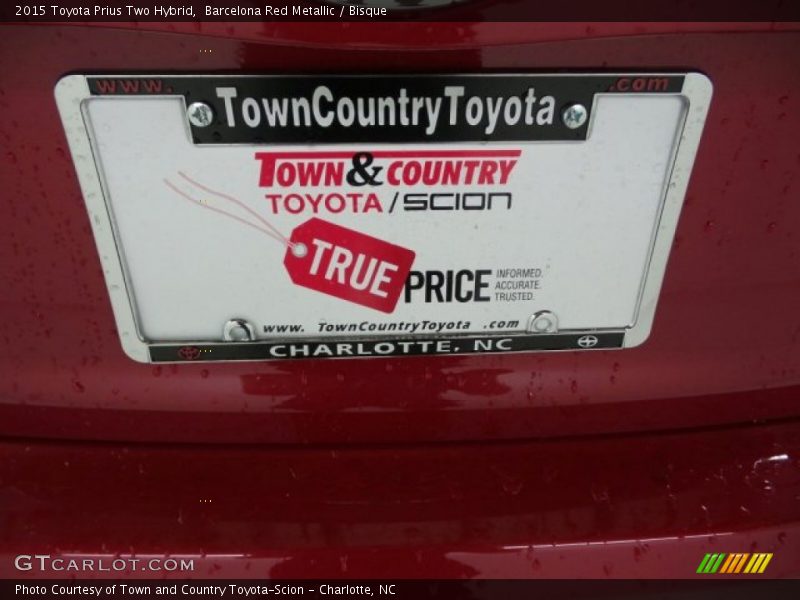 2015 Toyota Prius Two Hybrid,  Barcelona Red Metallic / Bisque
www. .com
TownCountryToyota
TOWN & COUNTRY
TOYOTA / SCION
TRUE PRICE INFORMED.
ACCURATE.
TRUSTED.
www. TownCountryToyota .com
CHARLOTTE, NC
GTCARLOT.COM
Photo Courtesy of Town and Country Toyota-Scion - Charlotte, NC